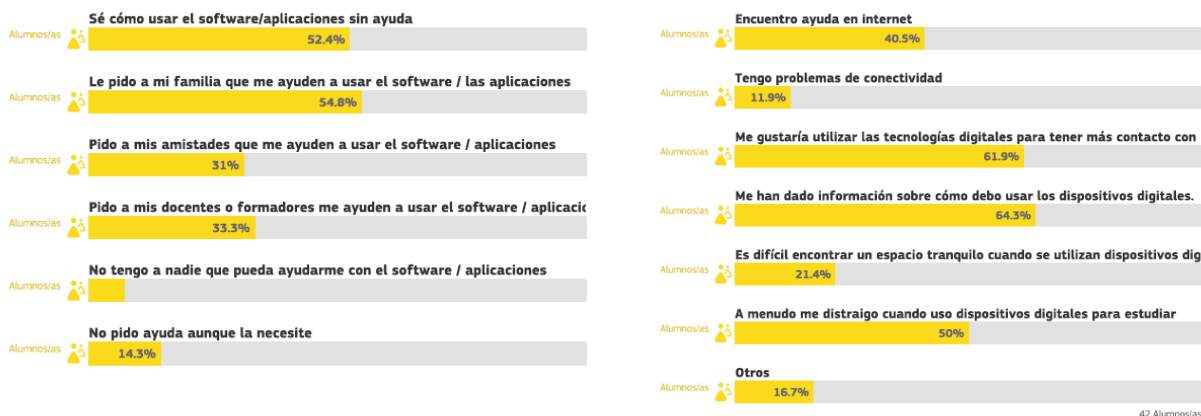 Sé cómo usar el software/aplicaciones sin ayuda
Alumnos/as
52.4%
Le pido a mi familia que me ayuden a usar el software / las aplicaciones
Alumnos/as
54.8%
Pido a mis amistades que me ayuden a usar el software / aplicaciones
Alumnos/as
31%
Pido a mis docentes o formadores me ayuden a usar el software /
Alumnos/as
33.3%
No tengo a nadie que pueda ayudarme con el software / aplicaciones
Alumnos/as
No pido ayuda aunque la necesite
Alumnos/as
14.3%
Encuentro ayuda en internet
Alumnos/as
40.5%
Tengo problemas de conectividad
Alumnos/as
11.9%
Me gustaría utilizar las tecnologías digitales para tener más contacto con
Alumnos/as
61.9%
Me han dado información sobre cómo debo usar los dispositivos digitales.
Alumnos/as
64.3%
Es difícil encontrar un espacio tranquilo cuando se utilizan dispositivos
Alumnos/as
21.4%
A menudo me distraigo cuando uso dispositivos digitales para estudiar
Alumnos/as
50%
Otros
Alumnos/as
16.7%
42 Alumnos/as